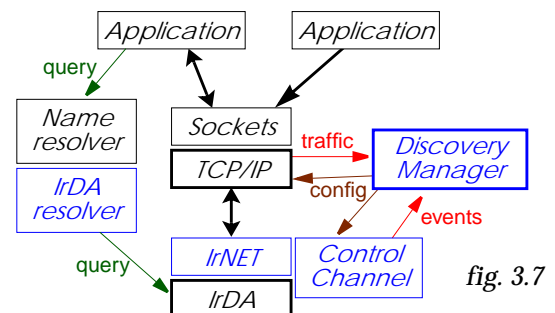 Application
Application
query
Name
resolver
Sockets
traffic
Discovery
Manager
TCP/IP
config
IrDA
resolver
events
query
IrNET
Control
Channel
IrDA
fig. 3.7